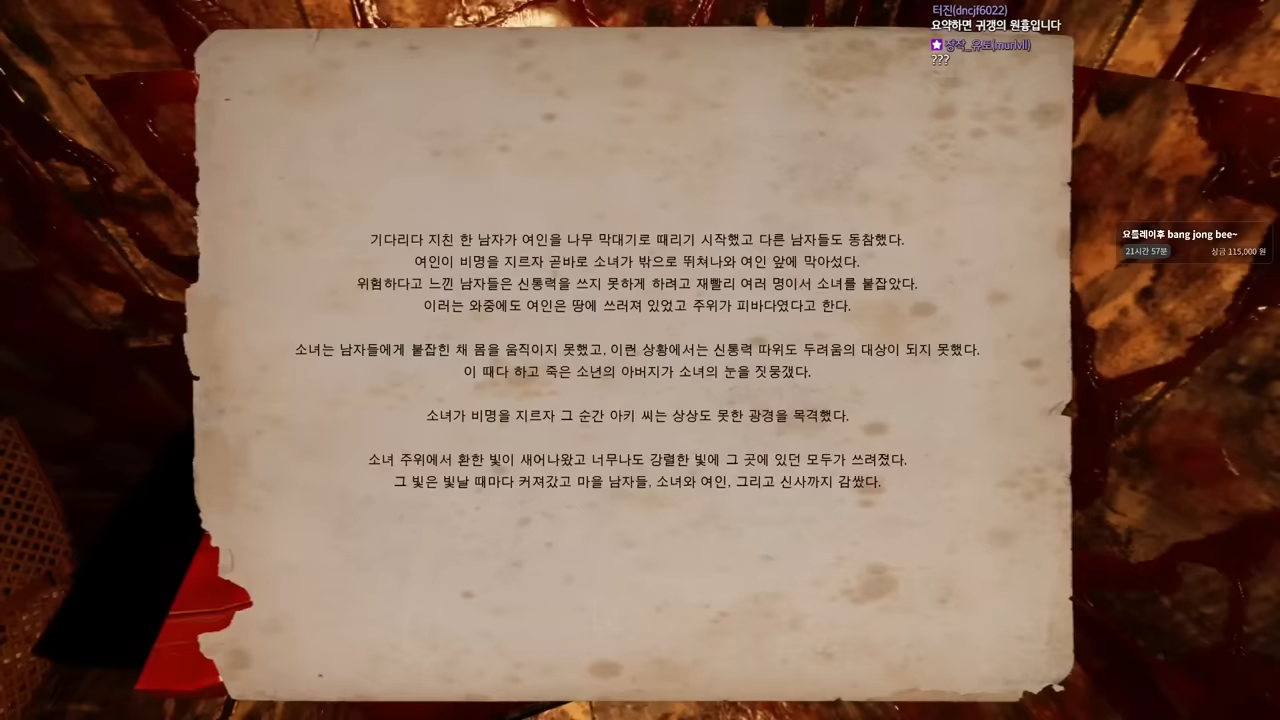 터진(dncjf6022)
요약하면 귀갱의 원흉입니다
장작_유토(murlvll)
???
기다리다 지친 한 남자가 여인을 나무 막대기로 때리기 시작했고 다른 남자들도 동참했다.
여인이 비명을 지르자 곧바로 소녀가 밖으로 뛰쳐나와 여인 앞에 막아섰다.
위험하다고 느낀 남자들은 신통력을 쓰지 못하게 하려고 재빨리 여러 명이서 소녀를 붙잡았다.
이러는 와중에도 여인은 땅에 쓰러져 있었고 주위가 피바다였다고 한다.
소녀는 남자들에게 붙잡힌 채 몸을 움직이지 못했고, 이런 상황에서는 신통력 따위도 두려움의 대상이 되지 못했다.
이 때다 하고 죽은 소년의 아버지가 소녀의 눈을 짓뭉갰다.
소녀가 비명을 지르자 그 순간 아키 씨는 상상도 못한 광경을 목격했다.
소녀 주위에서 환한 빛이 새어나왔고 너무나도 강렬한 빛에 그 곳에 있던 모두가 쓰려졌다.
그 빛은 빛날 때마다 커져갔고 마을 남자들, 소녀와 여인, 그리고 신사까지 감쌌다.
요를레이후 bang jong bee~
21시간 57분 상금 115,000 원